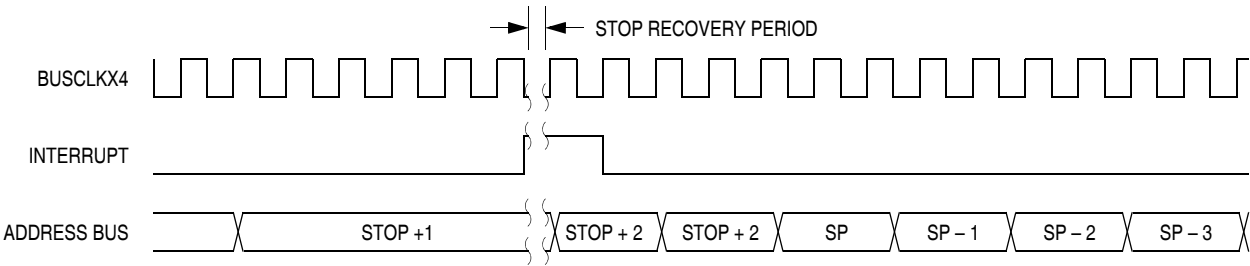 STOP RECOVERY PERIOD
BUSCLKX4
INTERRUPT
ADDRESS BUS STOP +1 STOP + 2 STOP + 2 SP SP – 1 SP – 2 SP – 3